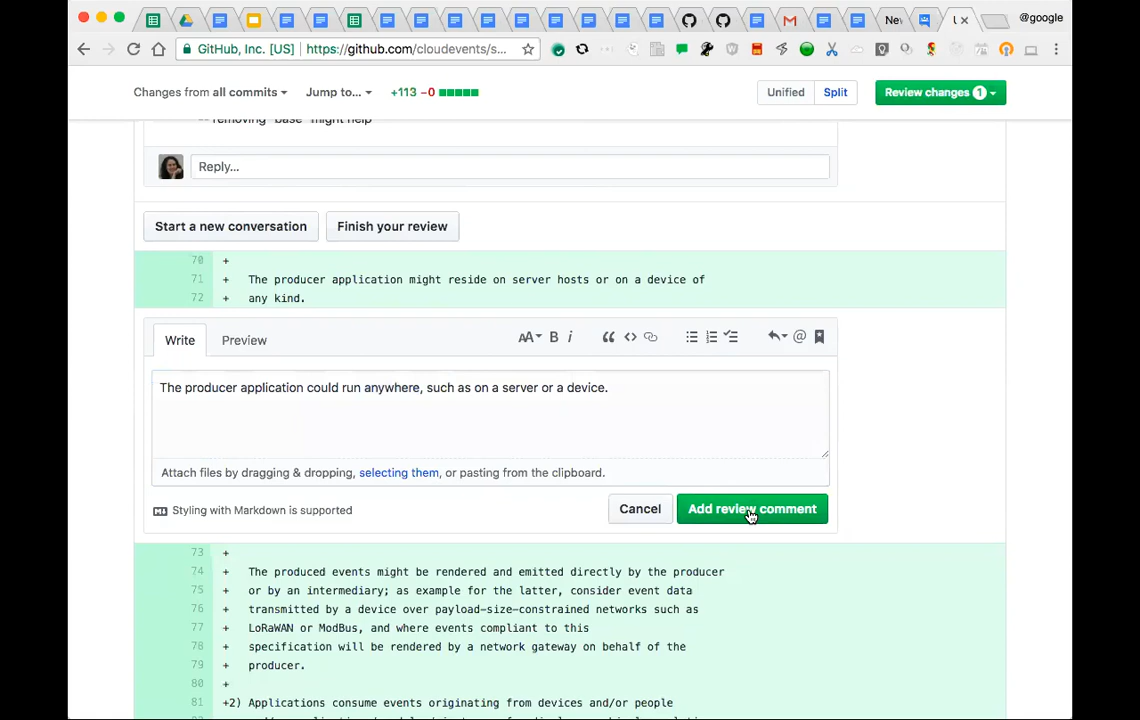 Nev
@google
GitHub, Inc. [US]
https://github.com/cloudevents/s...
Changes from all commits
Jump to...
+113 −0
Unified
Split
Review changes 1
removing "base" might help
Reply...
Start a new conversation
Finish your review
70 +
71 + The producer application might reside on server hosts or on a device of
72 + any kind.
Write
Preview
AA B i
The producer application could run anywhere, such as on a server or a device.
Attach files by dragging & dropping, selecting them, or pasting from the clipboard.
Styling with Markdown is supported
Cancel
Add review comment
73 +
74 + The produced events might be rendered and emitted directly by the producer
75 + or by an intermediary; as example for the latter, consider event data
76 + transmitted by a device over payload-size-constrained networks such as
77 + LoRaWAN or ModBus, and where events compliant to this
78 + specification will be rendered by a network gateway on behalf of the
79 + producer.
80 +
81 +2) Applications consume events originating from devices and/or people